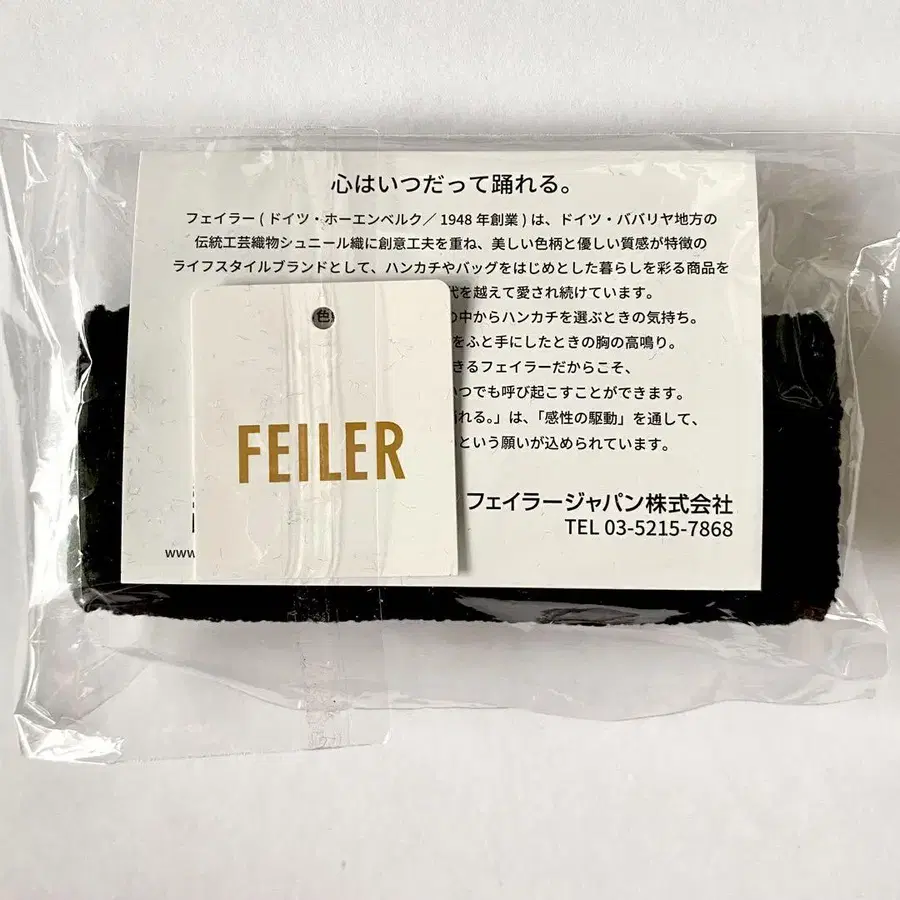 心はいつだって踊れる。
フェイラー ( ドイツ・ホーエンベルク／ 1948 年創業 ) は、ドイツ・ババリヤ地方の
伝統工芸織物シュニール織に創意工夫を重ね、美しい色柄と優しい質感が特徴の
ライフスタイルブランドとして、ハンカチやバッグをはじめとした暮らしを彩る商品を
代を越えて愛され続けています。
の中からハンカチを選ぶときの気持ち。
をふと手にしたときの胸の高鳴り。
きるフェイラーだからこそ、
いつでも呼び起こすことができます。
踊れる。」は、「感性の駆動」を通して、
という願いが込められています。
色
FEILER
フェイラージャパン株式会社
TEL 03-5215-7868
www.